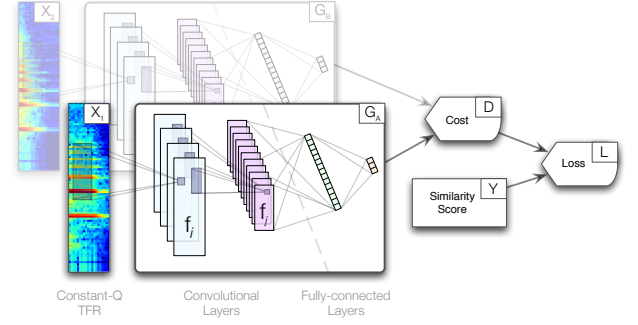 X2
GB
X1
GA
D
Cost
L
Loss
Y
Similarity
Score
fi
fj
Constant-Q
TFR
Convolutional
Layers
Fully-connected
Layers